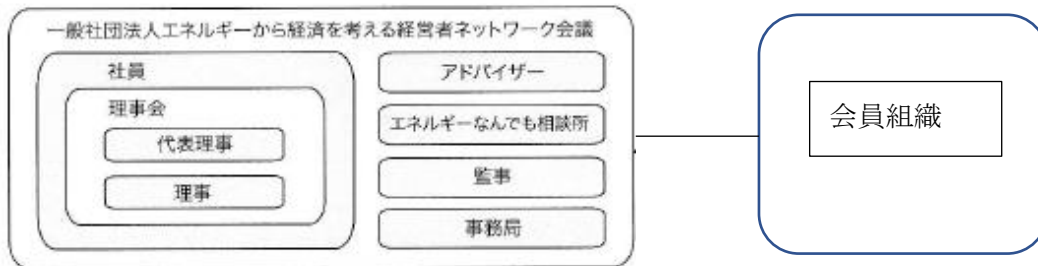 一般社団法人エネルギーから経済を考える経営者ネットワーク会議
社員
理事会
代表理事
理事
アドバイザー
エネルギーなんでも相談所
監事
事務局
会員組織